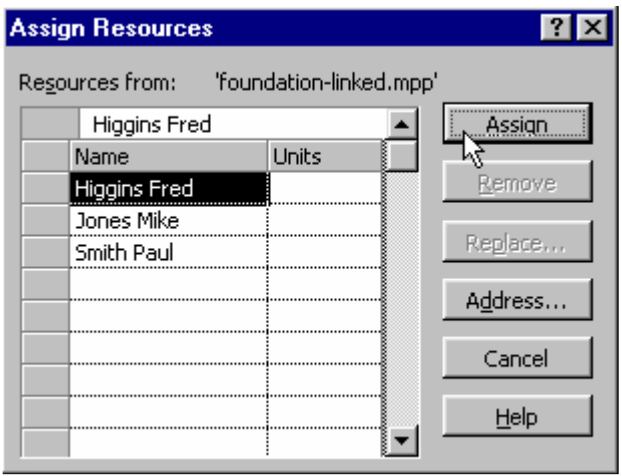 Assign Resources
Resources from: 'foundation-linked.mpp'
Higgins Fred
Assign
Name Units
Higgins Fred
Remove
Jones Mike
Smith Paul
Replace...
Address...
Cancel
Help